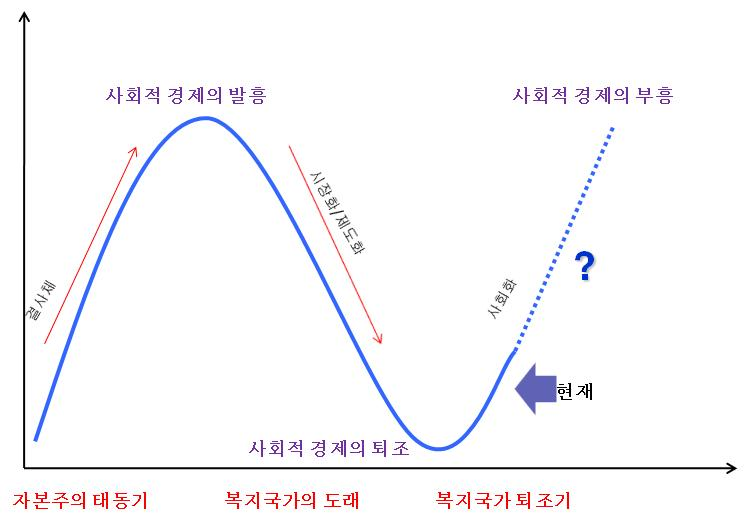 사회적 경제의 발흥
사회적 경제의 부흥
시장화/제도화
결사체
?
사회화
현재
사회적 경제의 퇴조
자본주의 태동기
복지국가의 도래
복지국가 퇴조기